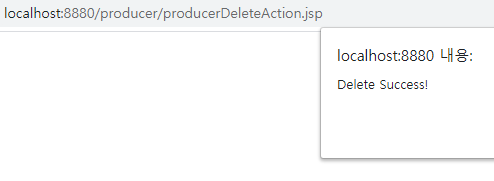 localhost:8880/producer/producerDeleteAction.jsp
localhost:8880 내용:
Delete Success!